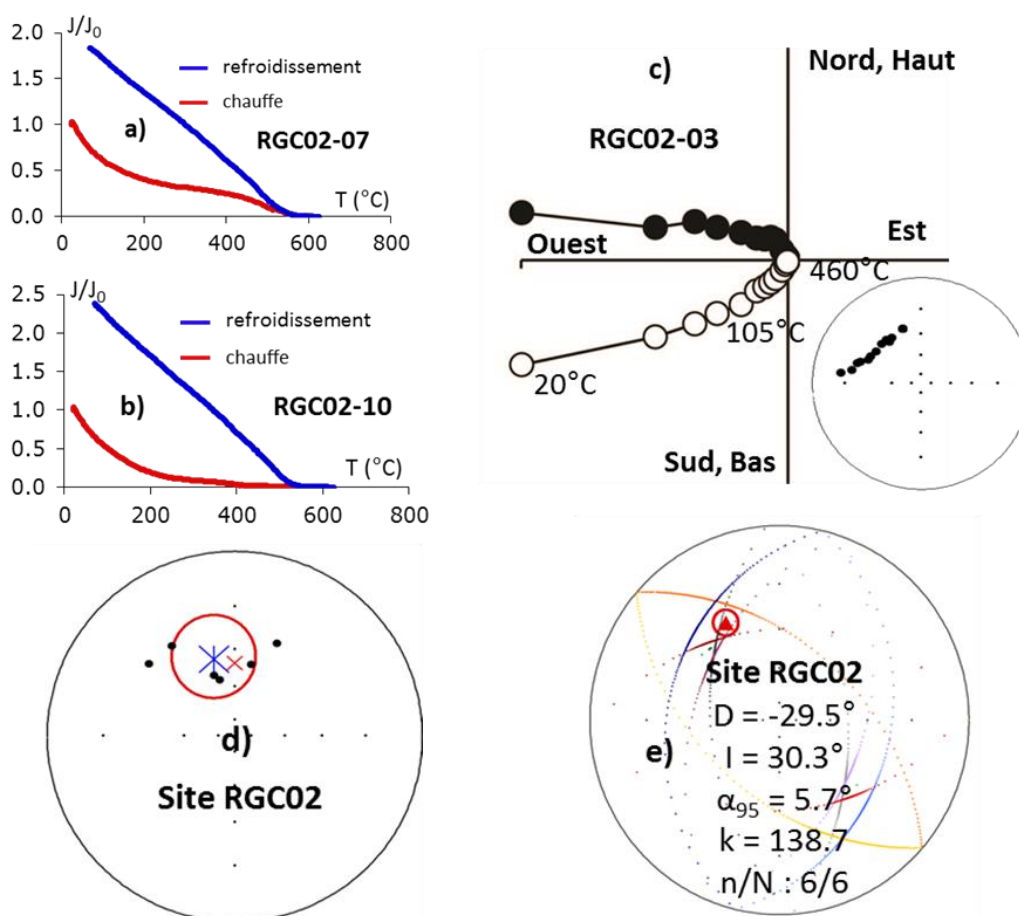 J/J0
2.0
1.5
1.0
0.5
0.0
refroidissement
chauffe
a)
RGC02-07
T (°C)
0 200 400 600 800
J/J0
2.5
2.0
1.5
1.0
0.5
0.0
refroidissement
chauffe
b)
RGC02-10
T (°C)
0 200 400 600 800
c)
Nord, Haut
RGC02-03
Ouest
Est
460°C
105°C
20°C
Sud, Bas
d)
Site RGC02
Site RGC02
D = -29.5°
e)
I = 30.3°
α95 = 5.7°
k = 138.7
n/N : 6/6